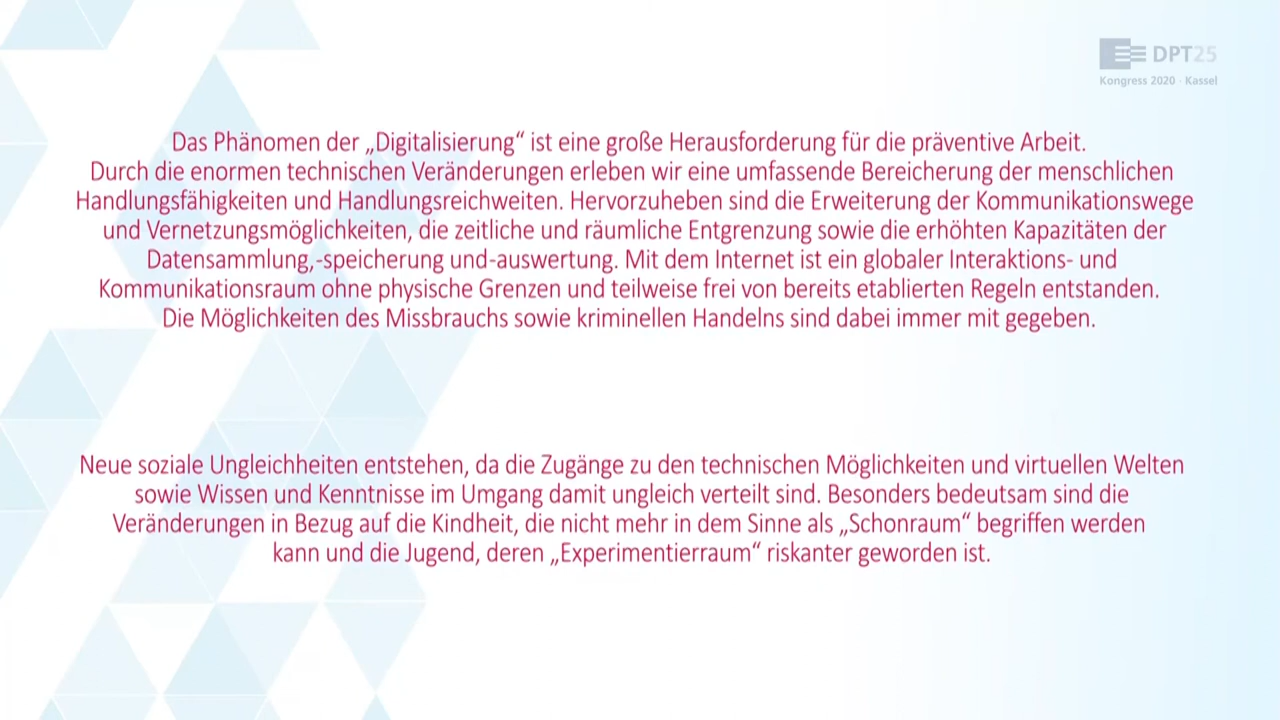 DPT25
Kongress 2020 · Kassel
Das Phänomen der „Digitalisierung“ ist eine große Herausforderung für die präventive Arbeit.
Durch die enormen technischen Veränderungen erleben wir eine umfassende Bereicherung der menschlichen
Handlungsfähigkeiten und Handlungsreichweiten. Hervorzuheben sind die Erweiterung der Kommunikationswege
und Vernetzungsmöglichkeiten, die zeitliche und räumliche Entgrenzung sowie die erhöhten Kapazitäten der
Datensammlung,-speicherung und-auswertung. Mit dem Internet ist ein globaler Interaktions- und
Kommunikationsraum ohne physische Grenzen und teilweise frei von bereits etablierten Regeln entstanden.
Die Möglichkeiten des Missbrauchs sowie kriminellen Handelns sind dabei immer mit gegeben.
Neue soziale Ungleichheiten entstehen, da die Zugänge zu den technischen Möglichkeiten und virtuellen Welten
sowie Wissen und Kenntnisse im Umgang damit ungleich verteilt sind. Besonders bedeutsam sind die
Veränderungen in Bezug auf die Kindheit, die nicht mehr in dem Sinne als „Schonraum“ begriffen werden
kann und die Jugend, deren „Experimentierraum“ riskanter geworden ist.